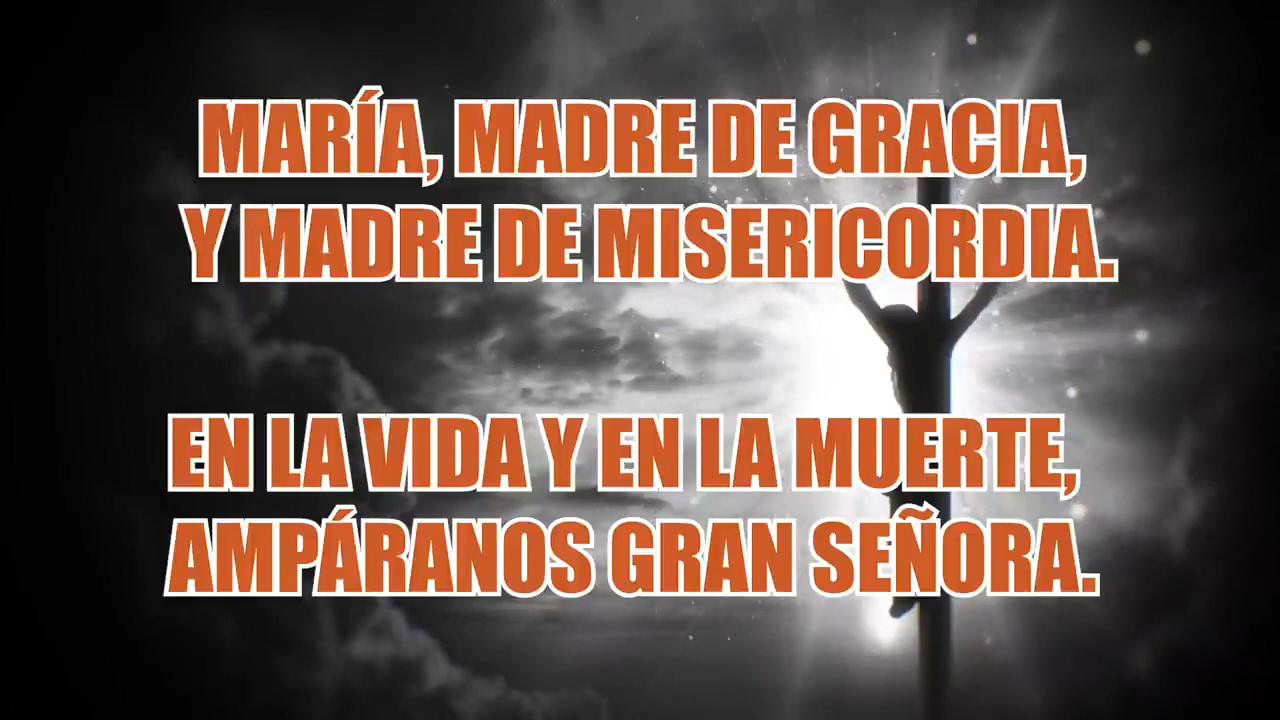 MARÍA, MADRE DE GRACIA,
Y MADRE DE MISERICORDIA.
EN LA VIDA Y EN LA MUERTE,
AMPÁRANOS GRAN SEÑORA.